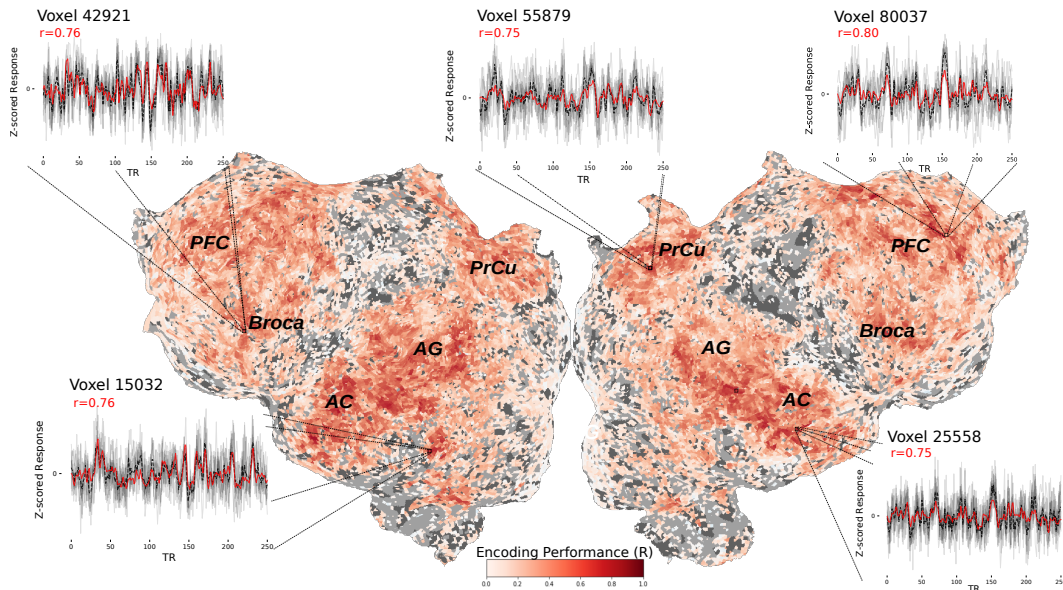 Voxel 42921
r=0.76
Z-scored Response
0
0 50 100 150 200 250
TR
Voxel 55879
r=0.75
Z-scored Response
0
0 50 100 150 200 250
TR
Voxel 80037
r=0.80
Z-scored Response
0
0 50 100 150 200 250
TR
PFC
PrCu
Broca
AG
AC
PrCu
PFC
AG
Broca
AC
Voxel 15032
r=0.76
Z-scored Response
0
0 50 100 150 200 250
TR
Voxel 25558
r=0.75
Z-scored Response
0
0 50 100 150 200 250
TR
Encoding Performance (R)
0.0 0.2 0.4 0.6 0.8 1.0